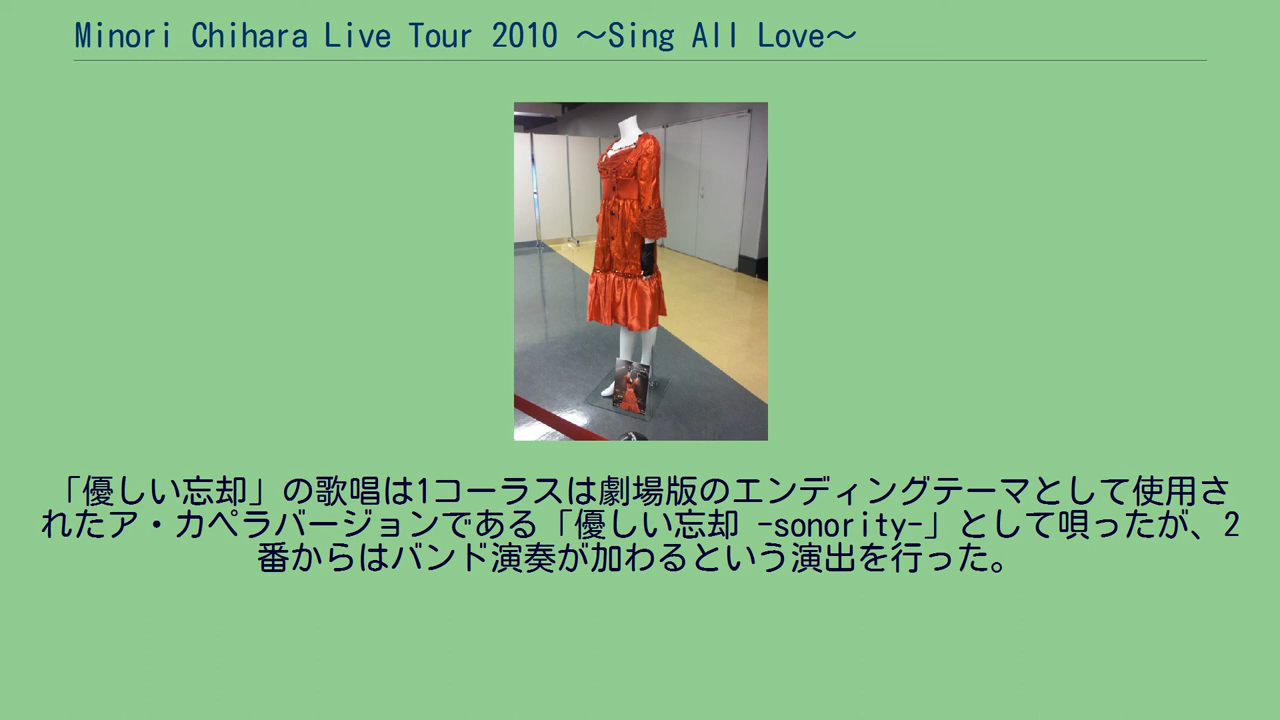 Minori Chihara Live Tour 2010 ～Sing All Love～
「優しい忘却」の歌唱は1コーラスは劇場版のエンディングテーマとして使用さ
れたア・カペラバージョンである「優しい忘却 -sonority-」として唄ったが、2
番からはバンド演奏が加わるという演出を行った。